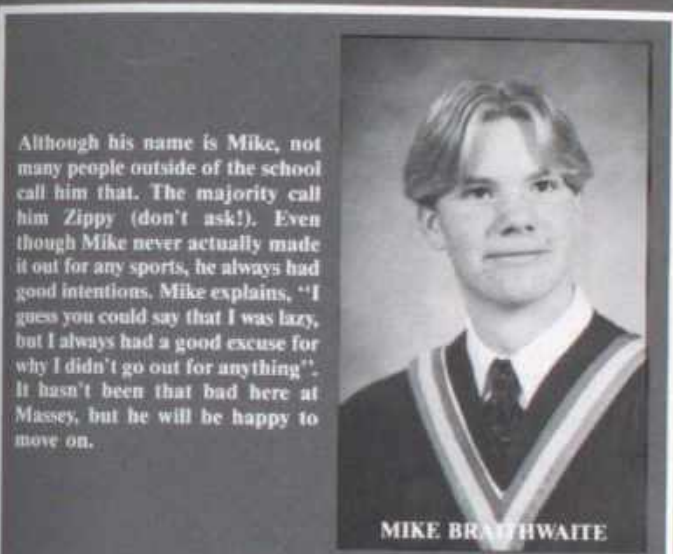 Although his name is Mike, not
many people outside of the school
call him that. The majority call
him Zippy (don't ask!). Even
though Mike never actually made
it out for any sports, he always had
good intentions. Mike explains, "I
guess you could say that I was lazy,
but I always had a good excuse for
why I didn't go out for anything".
It hasn't been that bad here at
Massey, but he will be happy to
move on.
MIKE BRAITHWAITE